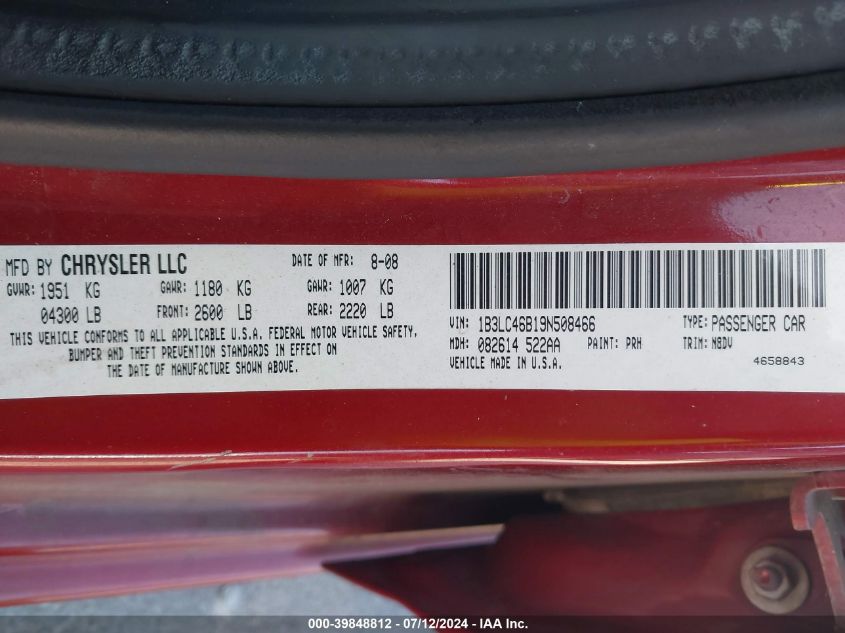 MFD BY CHRYSLER LLC DATE OF MFR: 8-08
GVWR: 1951 KG GAWR: 1180 KG GAWR: 1007 KG
04300 LB FRONT: 2600 LB REAR: 2220 LB
THIS VEHICLE CONFORMS TO ALL APPLICABLE U.S.A. FEDERAL MOTOR VEHICLE SAFETY,
BUMPER AND THEFT PREVENTION STANDARDS IN EFFECT ON
THE DATE OF MANUFACTURE SHOWN ABOVE.
VIN: 1B3LC46B19N508466 TYPE: PASSENGER CAR
MDH: 082614 522AA PAINT: PRH TRIM: N8DV
VEHICLE MADE IN U.S.A. 4658843
000-39848812 - 07/12/2024 - IAA Inc.